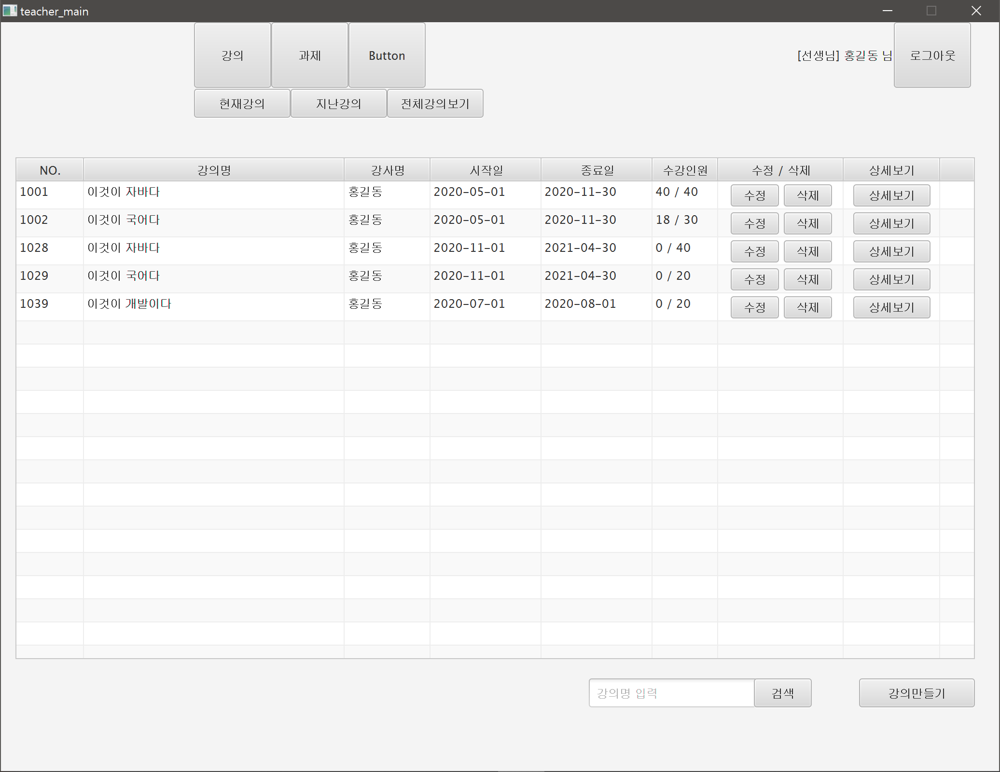 teacher_main
강의 과제 Button [선생님] 홍길동 님 로그아웃
현재강의 지난강의 전체강의보기
NO. 강의명 강사명 시작일 종료일 수강인원 수정 / 삭제 상세보기
1001 이것이 자바다 홍길동 2020-05-01 2020-11-30 40 / 40 수정 삭제 상세보기
1002 이것이 국어다 홍길동 2020-05-01 2020-11-30 18 / 30 수정 삭제 상세보기
1028 이것이 자바다 홍길동 2020-11-01 2021-04-30 0 / 40 수정 삭제 상세보기
1029 이것이 국어다 홍길동 2020-11-01 2021-04-30 0 / 20 수정 삭제 상세보기
1039 이것이 개발이다 홍길동 2020-07-01 2020-08-01 0 / 20 수정 삭제 상세보기
강의명 입력 검색 강의만들기